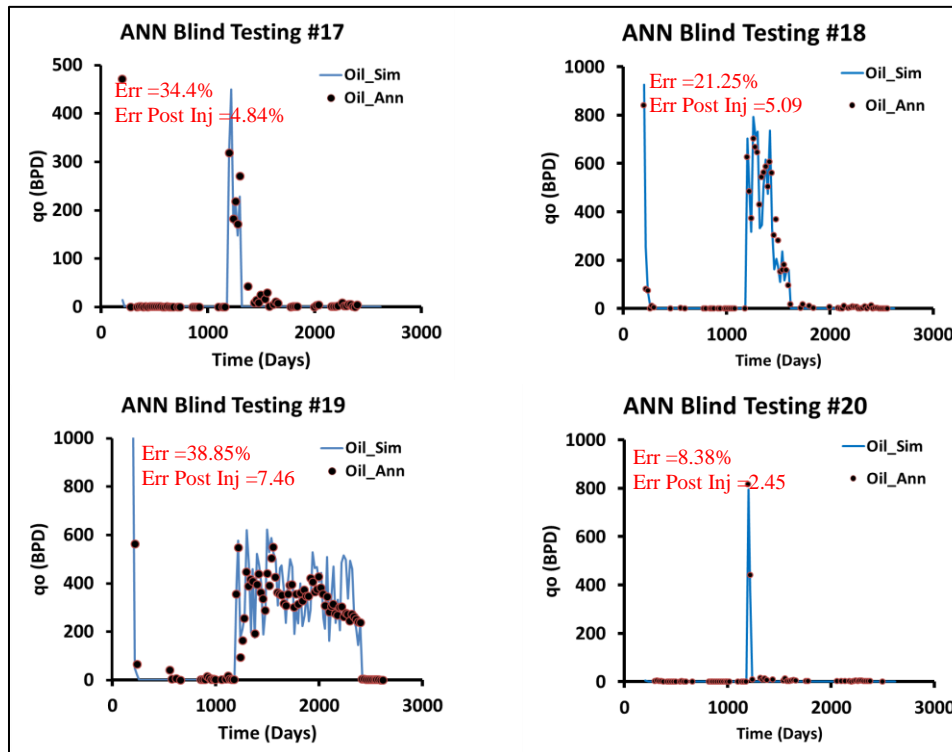 ANN Blind Testing #17
500
400
300
200
100
0
qo (BPD)
Err =34.4%
Err Post Inj =4.84%
Oil_Sim
Oil_Ann
0
1000
2000
3000
Time (Days)
ANN Blind Testing #18
1000
800
600
400
200
0
qo (BPD)
Err =21.25%
Err Post Inj =5.09
Oil_Sim
Oil_Ann
0
1000
2000
3000
Time (Days)
ANN Blind Testing #19
1000
800
600
400
200
0
qo (BPD)
Err =38.85%
Err Post Inj =7.46
Oil_Sim
Oil_Ann
0
1000
2000
3000
Time (Days)
ANN Blind Testing #20
1000
800
600
400
200
0
qo (BPD)
Err =8.38%
Err Post Inj =2.45
Oil_Sim
Oil_Ann
0
1000
2000
3000
Time (Days)